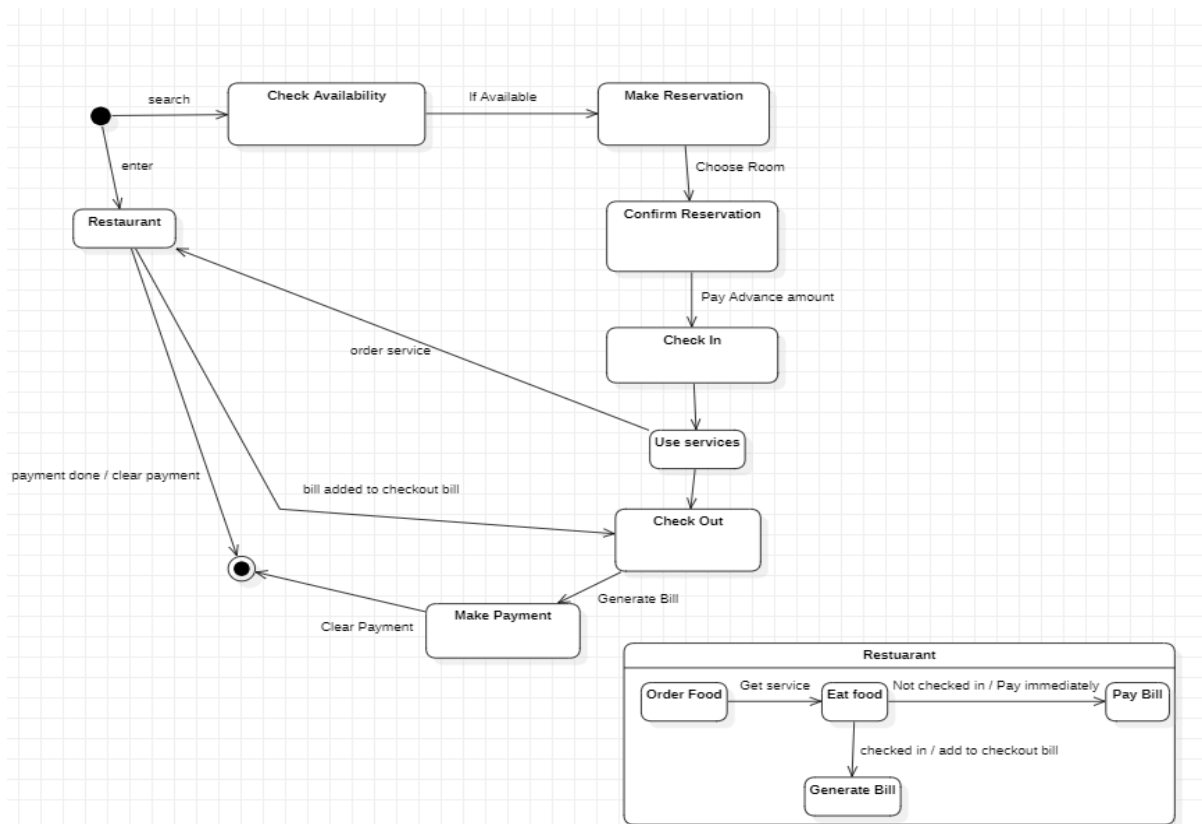 search
Check Availability
If Available
Make Reservation
enter
Choose Room
Restaurant
Confirm Reservation
Pay Advance amount
Check In
order service
Use services
payment done / clear payment
bill added to checkout bill
Check Out
Generate Bill
Make Payment
Clear Payment
Restuarant
Order Food
Get service
Eat food
Not checked in / Pay immediately
Pay Bill
checked in / add to checkout bill
Generate Bill